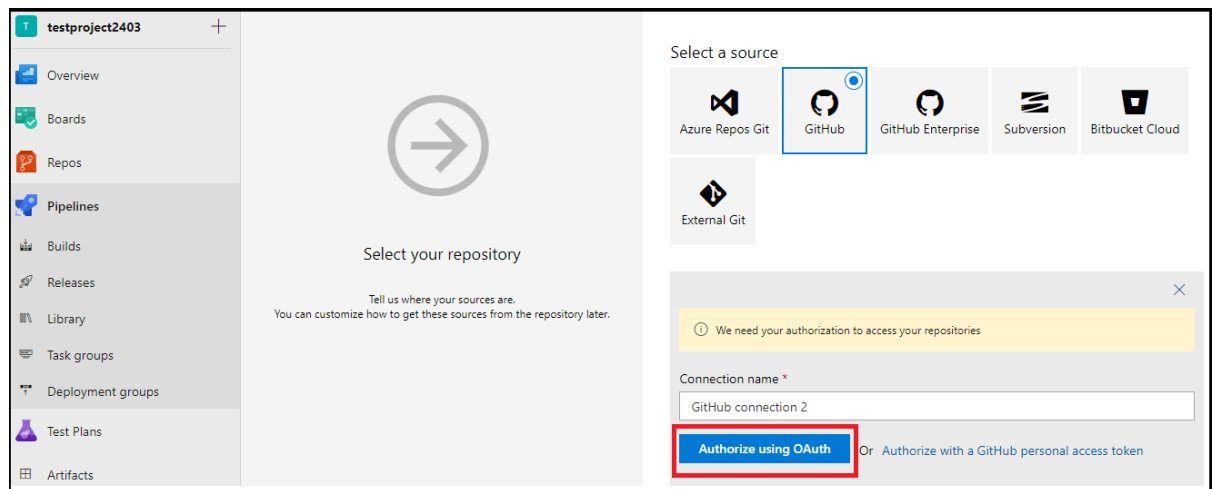 T testproject2403 +
Overview
Boards
Repos
Pipelines
Builds
Releases
Library
Task groups
Deployment groups
Test Plans
Artifacts
Select your repository
Tell us where your sources are.
You can customize how to get these sources from the repository later.
Select a source
Azure Repos Git
GitHub
GitHub Enterprise
Subversion
Bitbucket Cloud
External Git
We need your authorization to access your repositories
Connection name *
GitHub connection 2
Authorize using OAuth Or Authorize with a GitHub personal access token